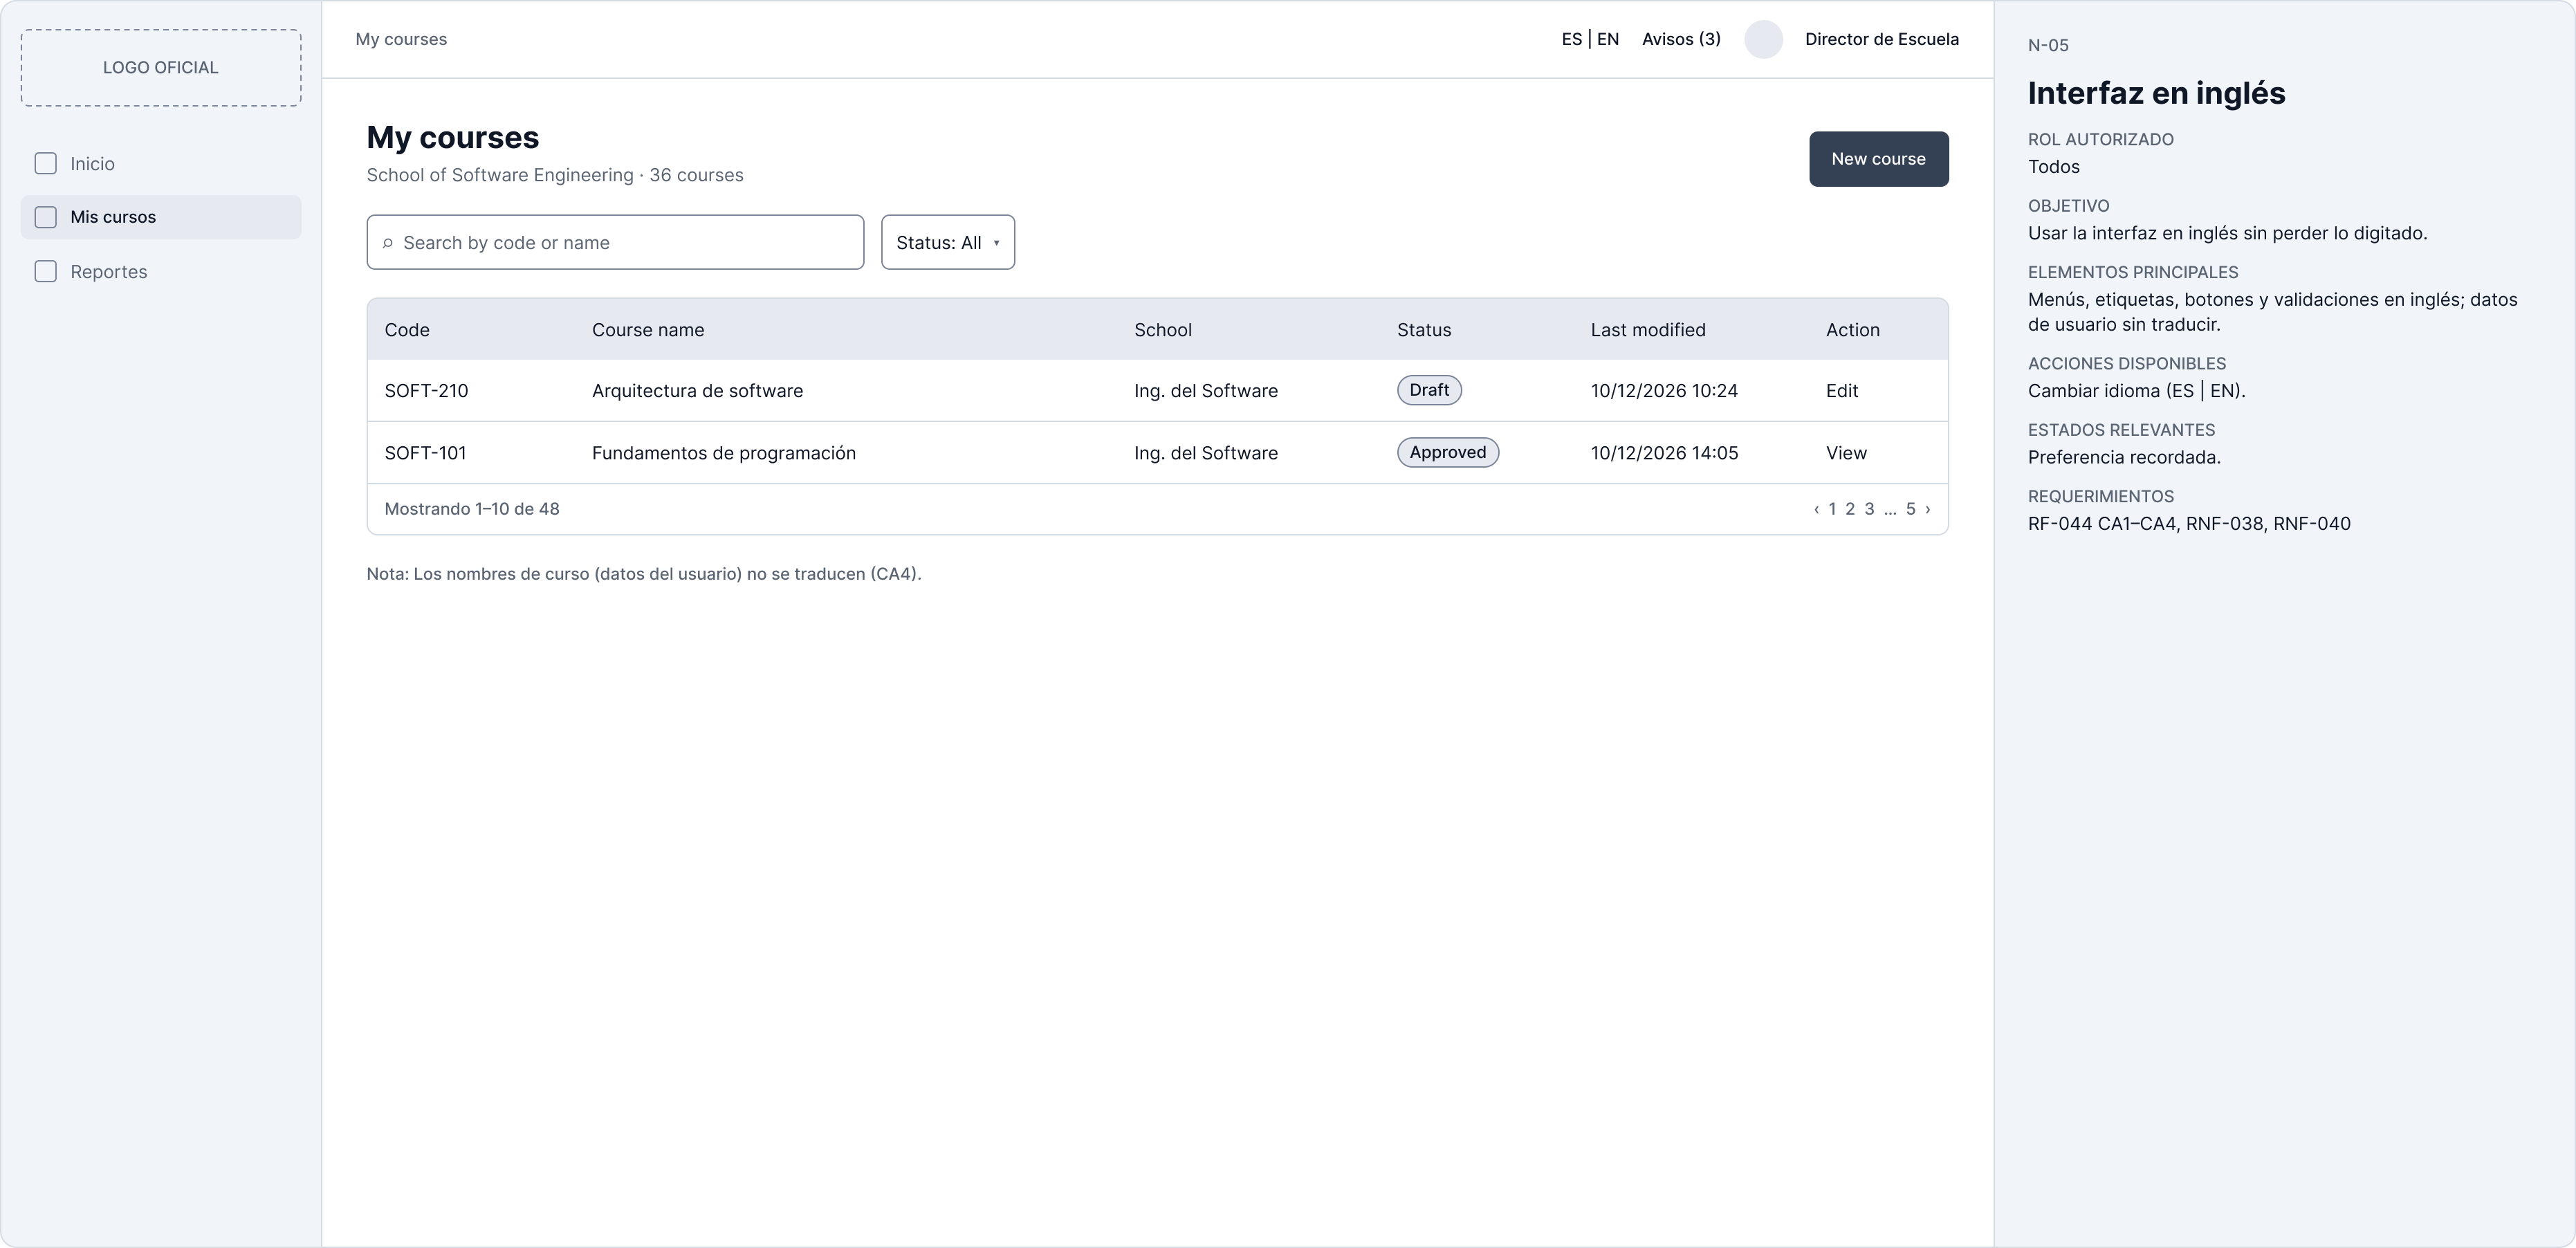 LOGO OFICIAL
Inicio
Mis cursos
Reportes
My courses
ES | EN
Avisos (3)
Director de Escuela
My courses
School of Software Engineering · 36 courses
New course
Search by code or name
Status: All
Code Course name School Status Last modified Action
SOFT-210 Arquitectura de software Ing. del Software Draft 10/12/2026 10:24 Edit
SOFT-101 Fundamentos de programación Ing. del Software Approved 10/12/2026 14:05 View
Mostrando 1–10 de 48
‹ 1 2 3 … 5 ›
Nota: Los nombres de curso (datos del usuario) no se traducen (CA4).
N-05
Interfaz en inglés
ROL AUTORIZADO
Todos
OBJETIVO
Usar la interfaz en inglés sin perder lo digitado.
ELEMENTOS PRINCIPALES
Menús, etiquetas, botones y validaciones en inglés; datos
de usuario sin traducir.
ACCIONES DISPONIBLES
Cambiar idioma (ES | EN).
ESTADOS RELEVANTES
Preferencia recordada.
REQUERIMIENTOS
RF-044 CA1–CA4, RNF-038, RNF-040